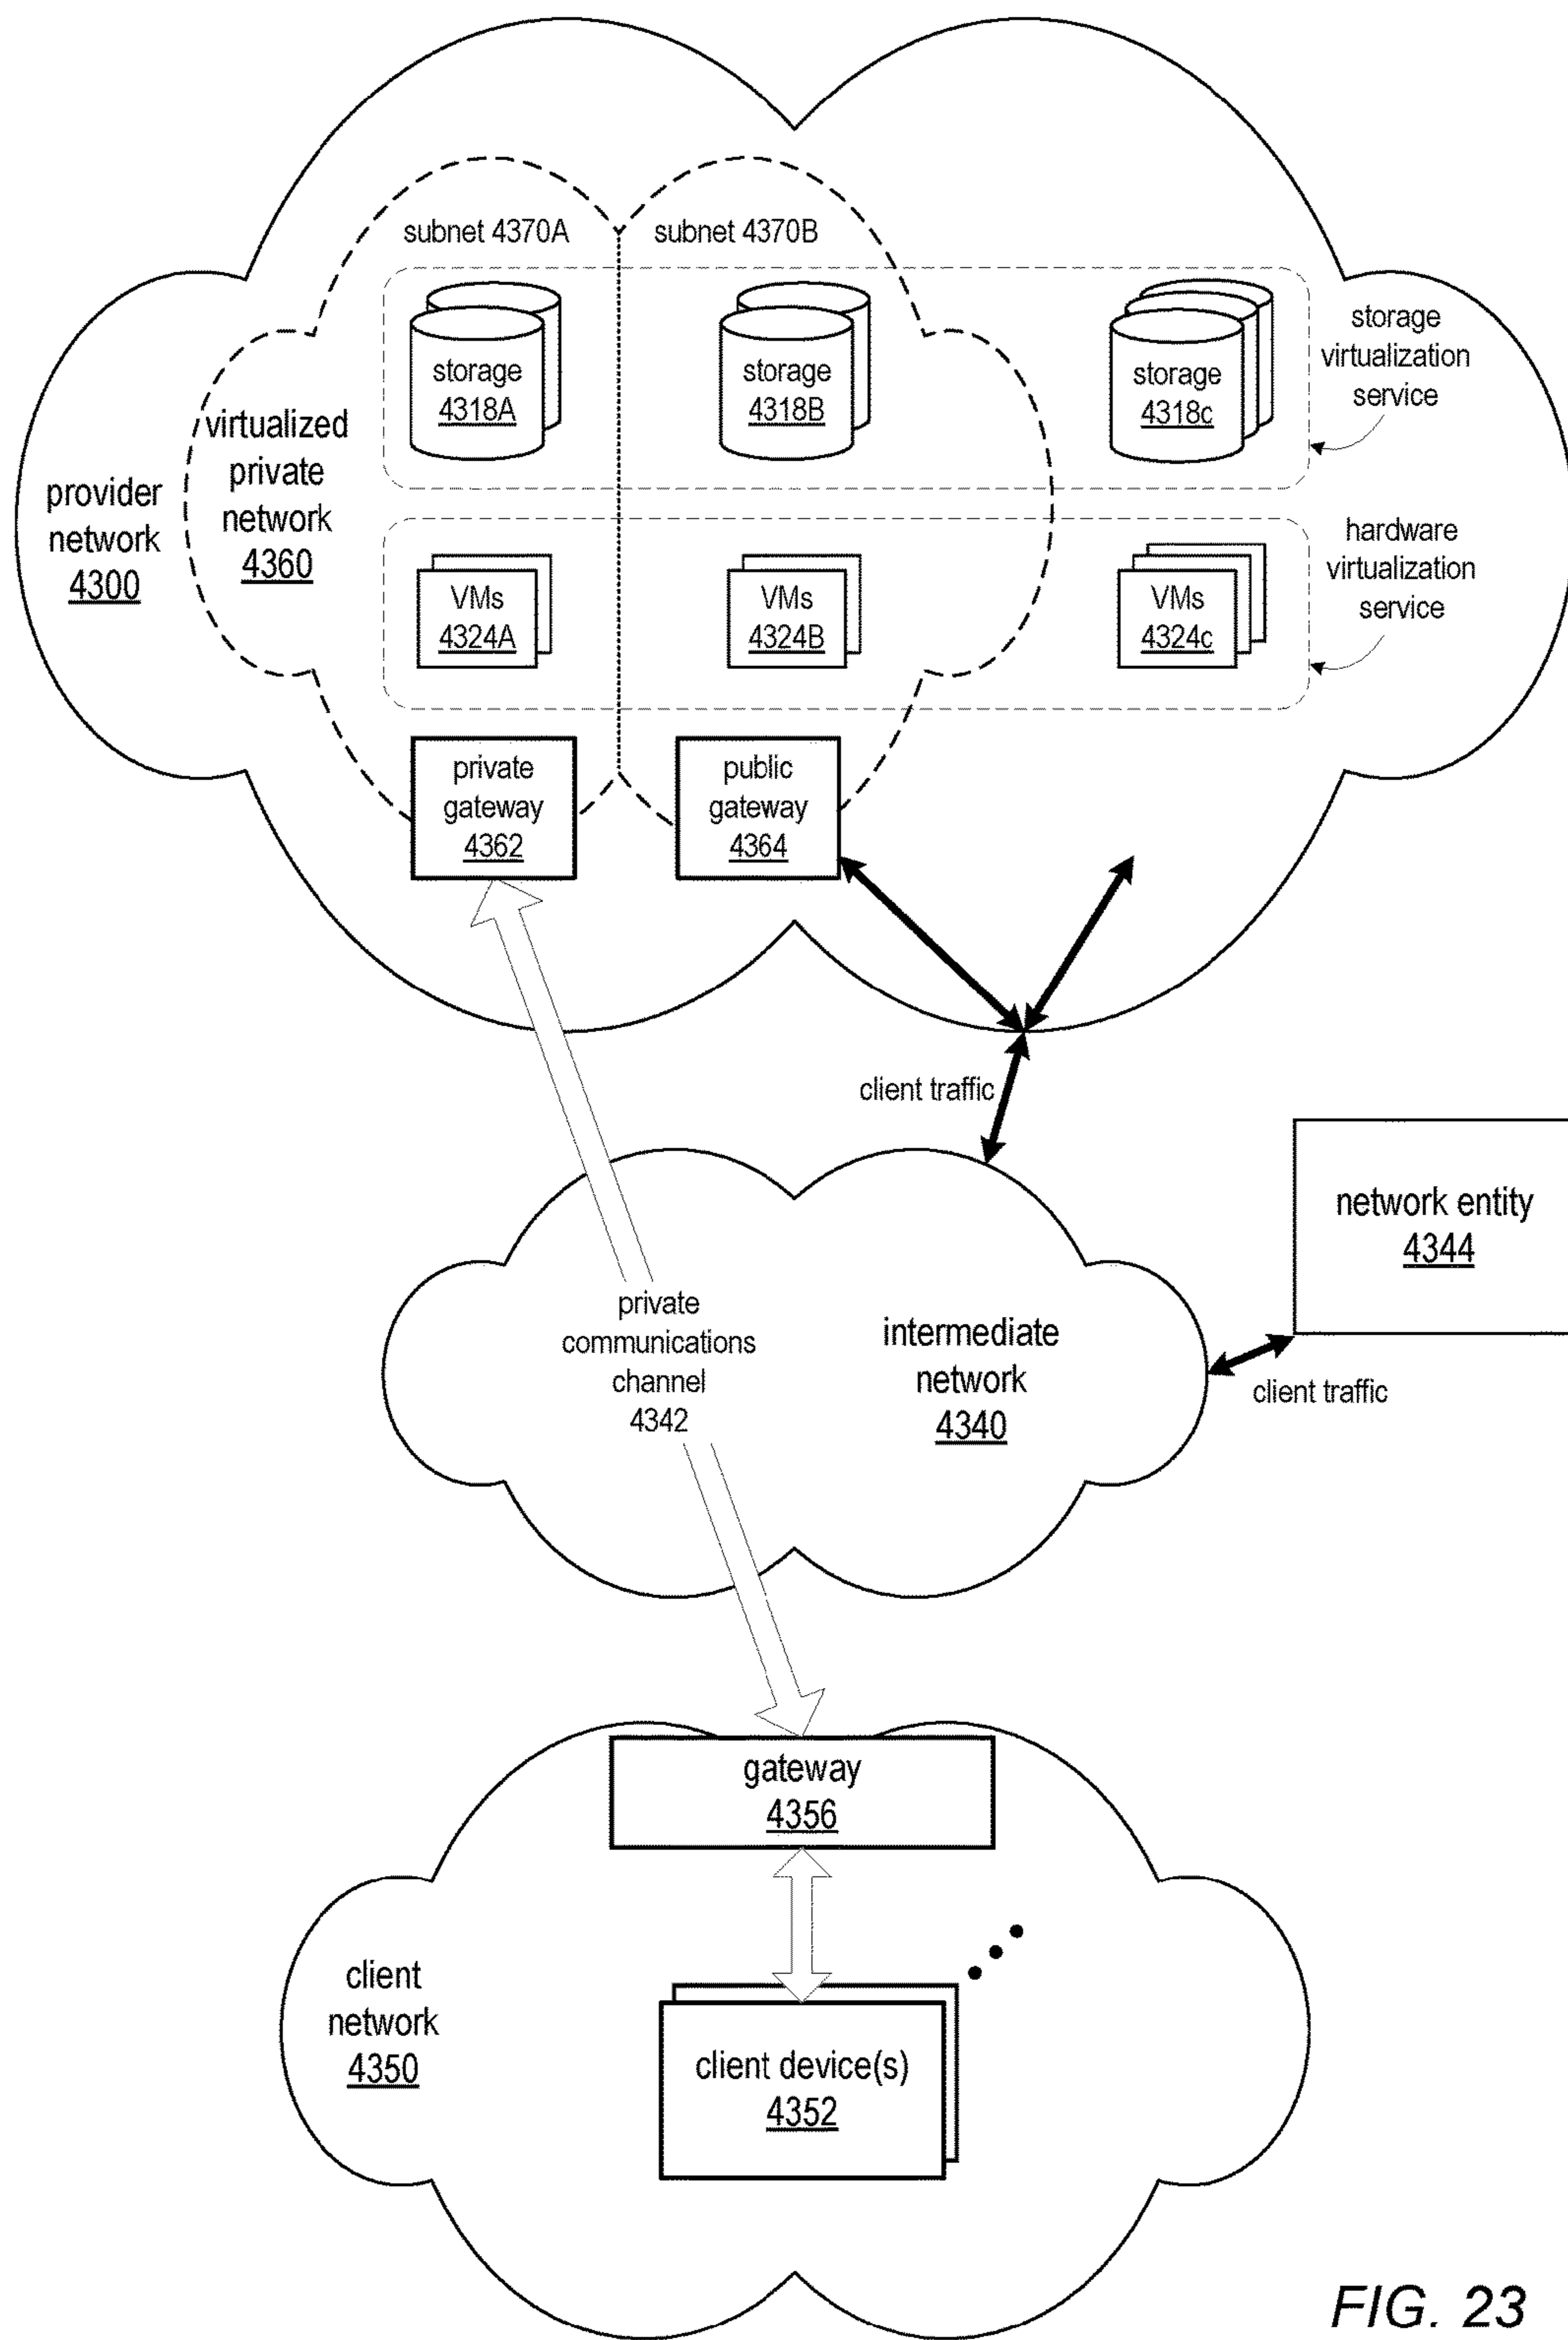 subnet 4370A
subnet 4370B
storage
4318A
storage
4318B
storage
4318c
storage
virtualization
service
provider
network
4300
virtualized
private
network
4360
VMs
4324A
VMs
4324B
VMs
4324c
hardware
virtualization
service
private
gateway
4362
public
gateway
4364
client traffic
network entity
4344
client traffic
private
communications
channel
4342
intermediate
network
4340
gateway
4356
client
network
4350
client device(s)
4352
FIG. 23